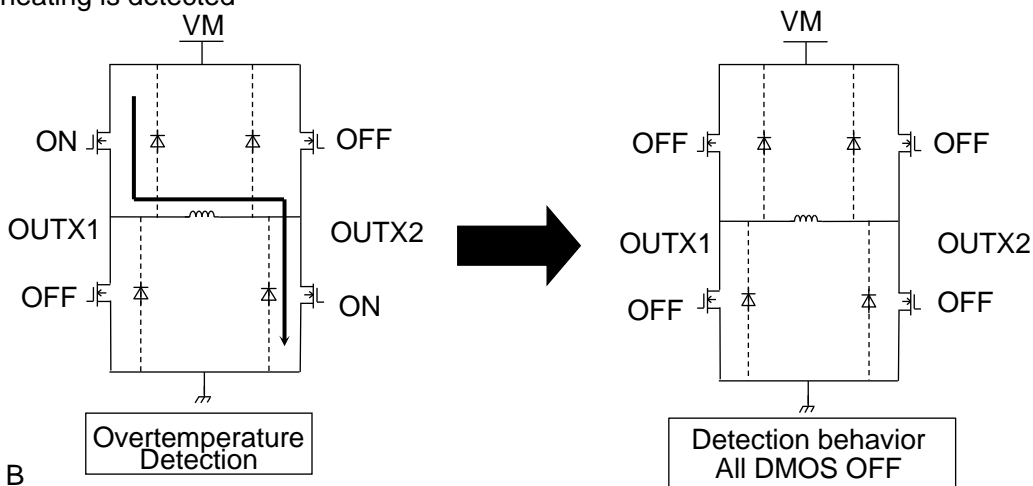 heating is detected
VM
VM
ON
OFF
OFF
OFF
OUTX1
OUTX2
OUTX1
OUTX2
OFF
ON
OFF
OFF
Overtemperature
Detection
Detection behavior
All DMOS OFF
B